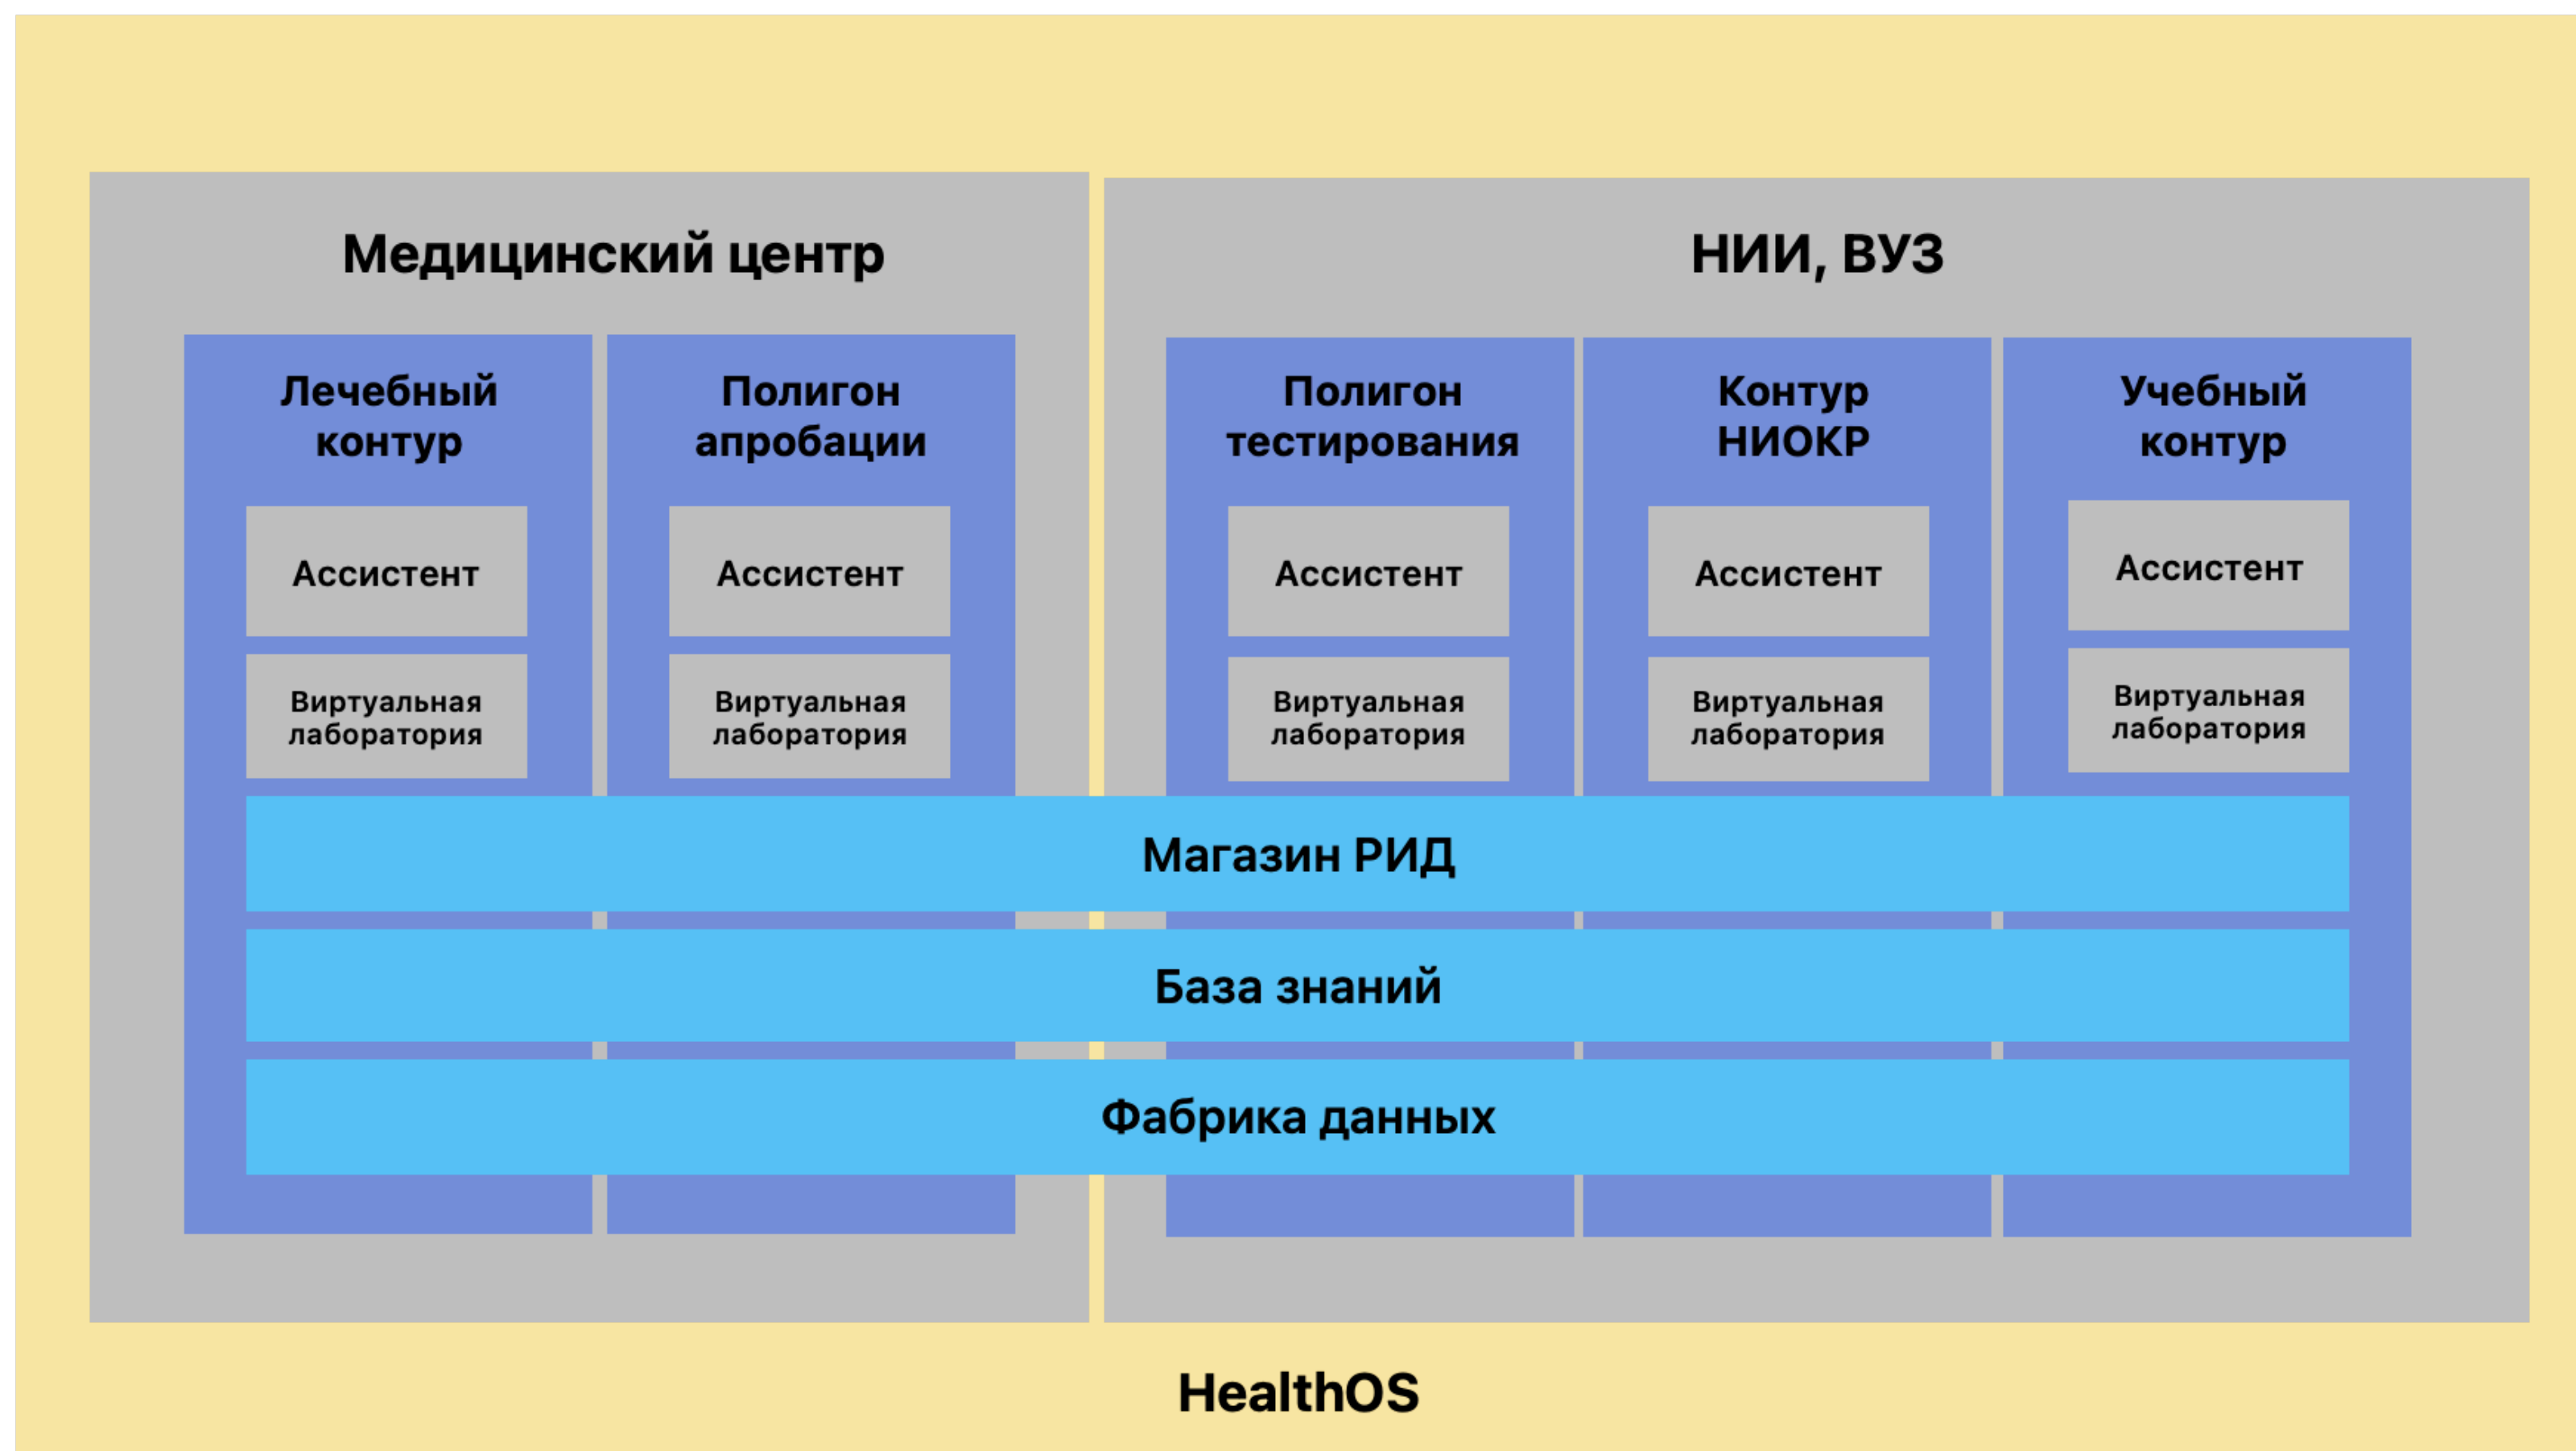 Медицинский центр
НИИ, ВУЗ
Лечебный
контур
Полигон
апробации
Полигон
тестирования
Контур
НИОКР
Учебный
контур
Ассистент
Ассистент
Ассистент
Ассистент
Ассистент
Виртуальная
лаборатория
Виртуальная
лаборатория
Виртуальная
лаборатория
Виртуальная
лаборатория
Виртуальная
лаборатория
Магазин РИД
База знаний
Фабрика данных
HealthOS